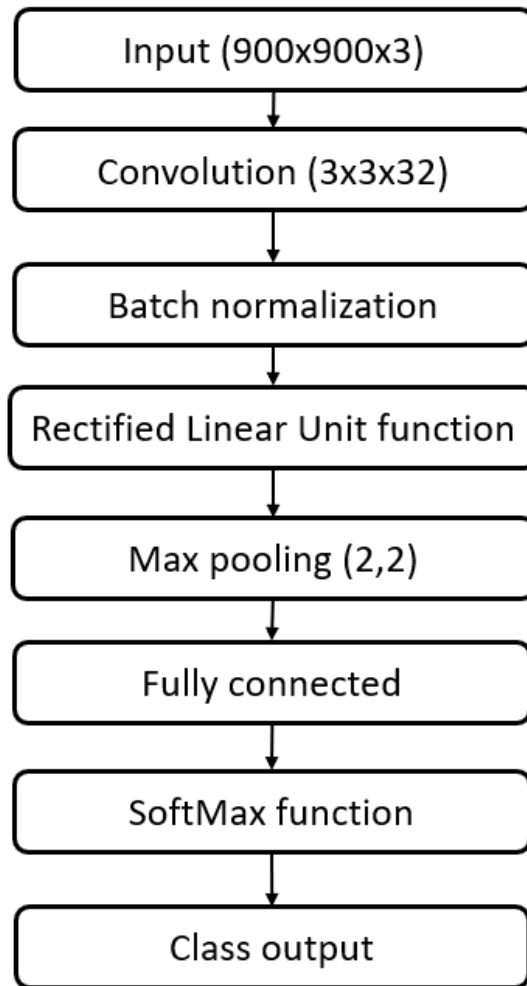 Input (900x900x3)
Convolution (3x3x32)
Batch normalization
Rectified Linear Unit function
Max pooling (2,2)
Fully connected
SoftMax function
Class output